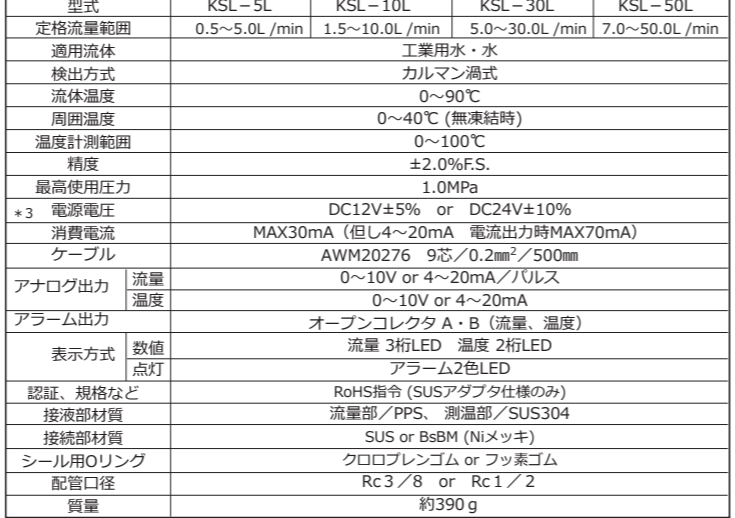 型式 KSL−5L KSL−10L KSL−30L KSL−50L
定格流量範囲 0.5～5.0L /min 1.5～10.0L /min 5.0～30.0L /min 7.0～50.0L /min
適用流体 工業用水・水
検出方式 カルマン渦式
流体温度 0～90℃
周囲温度 0～40℃ (無凍結時)
温度計測範囲 0～100℃
精度 ±2.0%F.S.
最高使用圧力 1.0MPa
*3 電源電圧 DC12V±5% or DC24V±10%
消費電流 MAX30mA（但し4～20mA 電流出力時MAX70mA）
ケーブル AWM20276 9芯／0.2㎜²／500㎜
アナログ出力 流量 0～10V or 4～20mA／パルス
温度 0～10V or 4～20mA
アラーム出力 オープンコレクタ A・B（流量、温度）
表示方式 数値 流量 3桁LED 温度 2桁LED
点灯 アラーム2色LED
認証、規格など RoHS指令 (SUSアダプタ仕様のみ)
接液部材質 流量部／PPS、 測温部／SUS304
接続部材質 SUS or BsBM (Niメッキ)
シール用Oリング クロロプレンゴム or フッ素ゴム
配管口径 Rc３／8 or Rc１／２
質量 約390ｇ